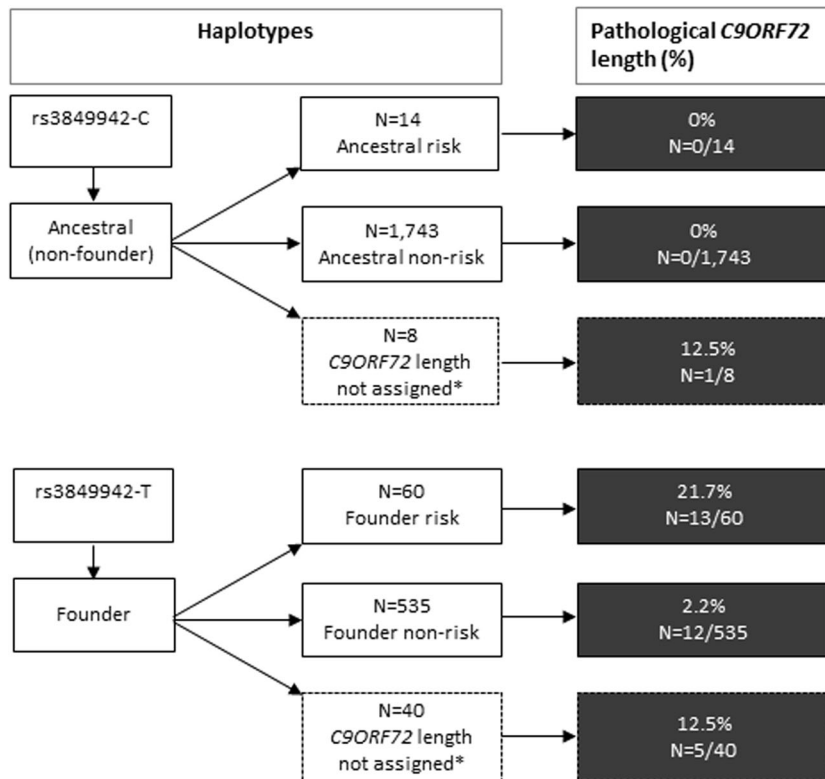 Haplotypes
Pathological C9ORF72
length (%)
rs3849942-C
N=14
Ancestral risk
0%
N=0/14
Ancestral
(non-founder)
N=1,743
Ancestral non-risk
0%
N=0/1,743
N=8
C9ORF72 length
not assigned*
12.5%
N=1/8
rs3849942-T
N=60
Founder risk
21.7%
N=13/60
Founder
N=535
Founder non-risk
2.2%
N=12/535
N=40
C9ORF72 length
not assigned*
12.5%
N=5/40